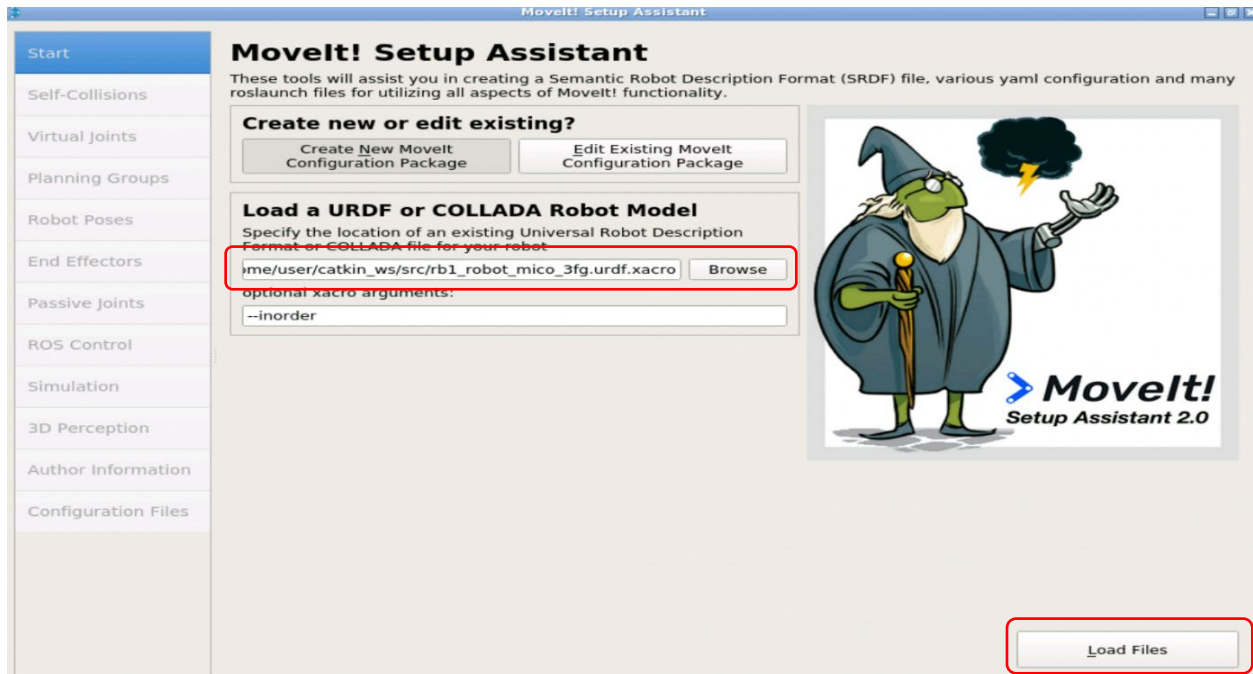 MoveIt! Setup Assistant
Start
Self-Collisions
Virtual Joints
Planning Groups
Robot Poses
End Effectors
Passive Joints
ROS Control
Simulation
3D Perception
Author Information
Configuration Files
MoveIt! Setup Assistant
These tools will assist you in creating a Semantic Robot Description Format (SRDF) file, various yaml configuration and many
roslaunch files for utilizing all aspects of MoveIt! functionality.
Create new or edit existing?
Create New MoveIt
Configuration Package
Edit Existing MoveIt
Configuration Package
Load a URDF or COLLADA Robot Model
Specify the location of an existing Universal Robot Description
Format or COLLADA file for your robot
ome/user/catkin_ws/src/rb1_robot_mico_3fg.urdf.xacro
Browse
optional xacro arguments:
--inorder
MoveIt!
Setup Assistant 2.0
Load Files